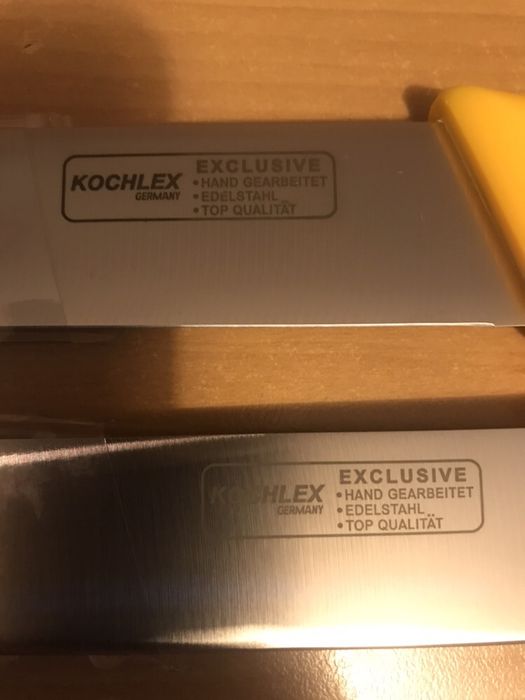 KOCHLEX
GERMANY
EXCLUSIVE
• HAND GEARBEITET
• EDELSTAHL
• TOP QUALITÄT
KOCHLEX
GERMANY
EXCLUSIVE
• HAND GEARBEITET
• EDELSTAHL
• TOP QUALITÄT